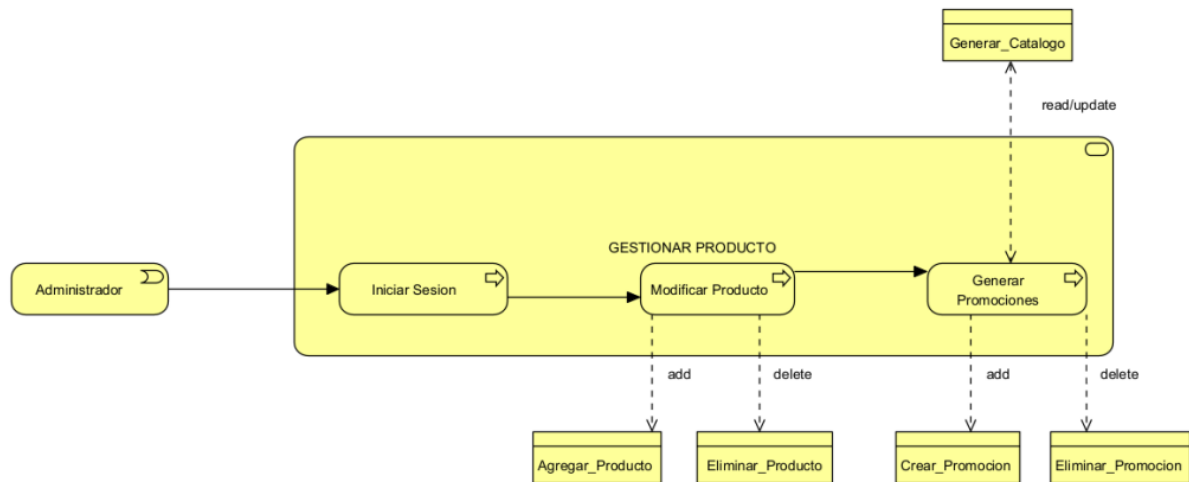 Generar_Catalogo
read/update
GESTIONAR PRODUCTO
Administrador
Iniciar Sesion
Modificar Producto
Generar
Promociones
add
delete
add
delete
Agregar_Producto
Eliminar_Producto
Crear_Promocion
Eliminar_Promocion